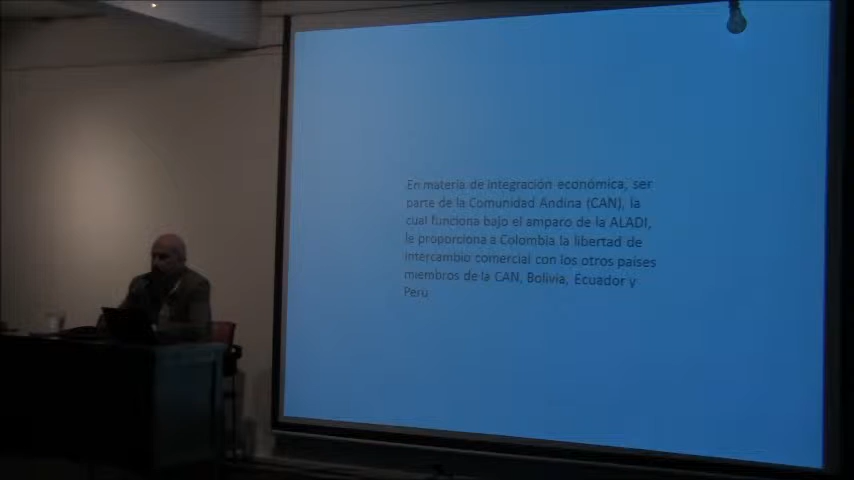 En materia de integración económica, ser
parte de la Comunidad Andina (CAN), la
cual funciona bajo el amparo de la ALADI,
le proporciona a Colombia la libertad de
intercambio comercial con los otros países
miembros de la CAN, Bolivia, Ecuador y
Perú